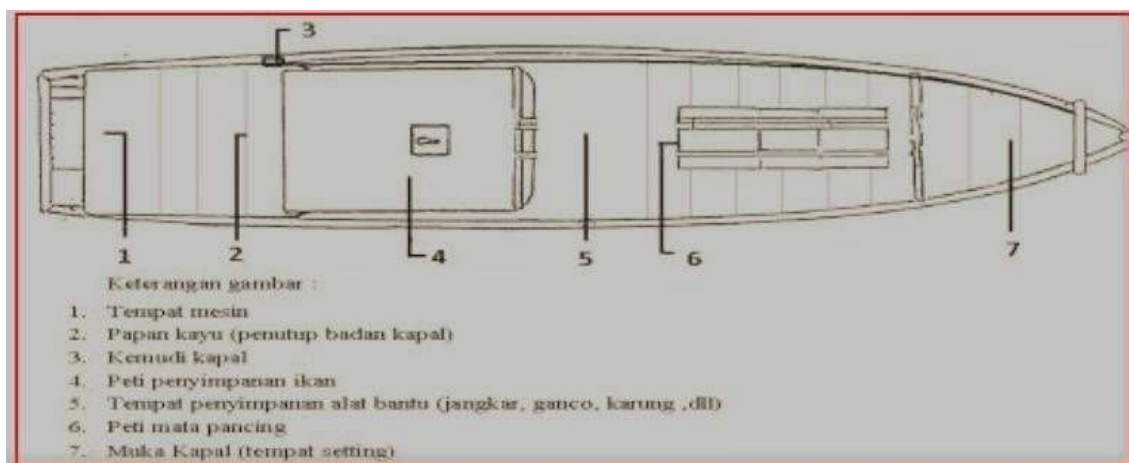 3
1
2
4
5
6
7
Keterangan gambar :
1. Tempat mesin
2. Papan kayu (penutup badan kapal)
3. Kemudi kapal
4. Peti penyimpanan ikan
5. Tempat penyimpanan alat bantu (jangkar, ganco, karung ,dll)
6. Peti mata pancing
7. Muka Kapal (tempat setting)